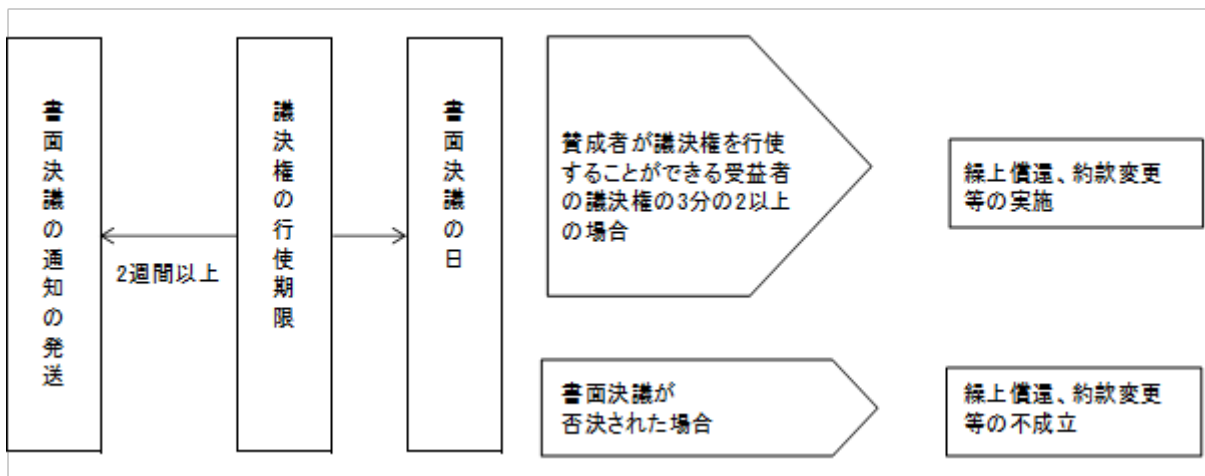 書面決議の通知の発送
2週間以上
議決権の行使期限
書面決議の日
賛成者が議決権を行使
することができる受益者
の議決権の3分の2以上
の場合
繰上償還、約款変更
等の実施
書面決議が
否決された場合
繰上償還、約款変更
等の不成立